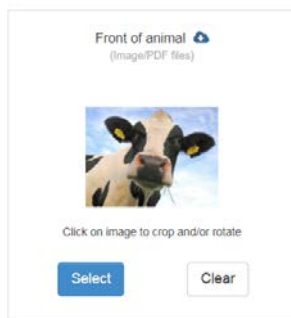 Front of animal
(Image/PDF files)
Click on image to crop and/or rotate
Select Clear